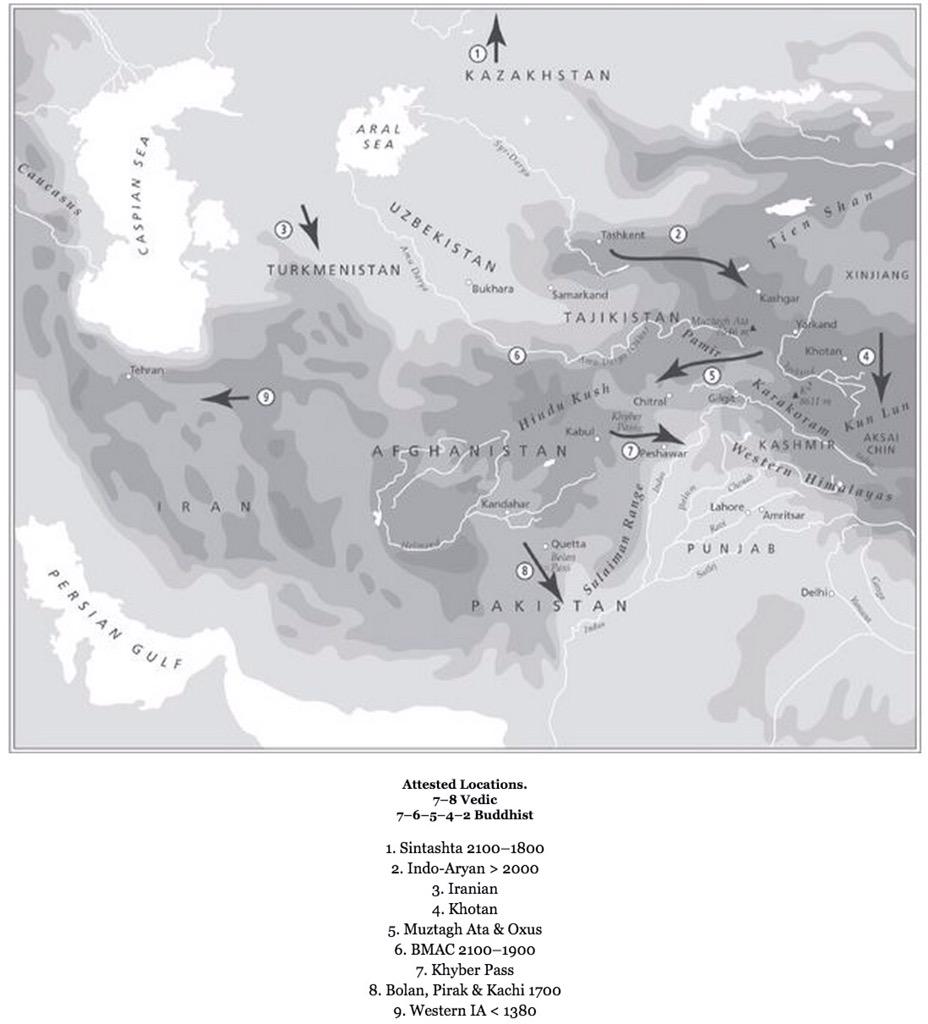 1
KAZAKHSTAN
ARAL
SEA
CASPIAN SEA
Caucasus
Syr-Darya
Tien Shan
3
UZBEKISTAN
Tashkent
2
TURKMENISTAN
Amu Darya
XINJIANG
Bukhara
Samarkand
Kashgar
TAJIKISTAN
Muztagh Ata
Yarkand
6
Pamir
Khotan
4
Tehran
5
9
Hindu Kush
Chitral
Gilgit
Karakoram
K2
8611 m
Kun Lun
Khyber
Pass
Kabul
7
Peshawar
KASHMIR
AKSAI
CHIN
AFGHANISTAN
Western Himalayas
Indus
Indus
Chenab
IRAN
Kandahar
Lahore
Amritsar
Ravi
Helmand
Sulaiman Range
PUNJAB
Quetta
Bolan
Pass
8
Delhi
Ganga
Yamuna
PAKISTAN
Indus
PERSIAN GULF
Attested Locations.
7–8 Vedic
7–6–5–4–2 Buddhist
1. Sintashta 2100–1800
2. Indo-Aryan > 2000
3. Iranian
4. Khotan
5. Muztagh Ata & Oxus
6. BMAC 2100–1900
7. Khyber Pass
8. Bolan, Pirak & Kachi 1700
9. Western IA < 1380